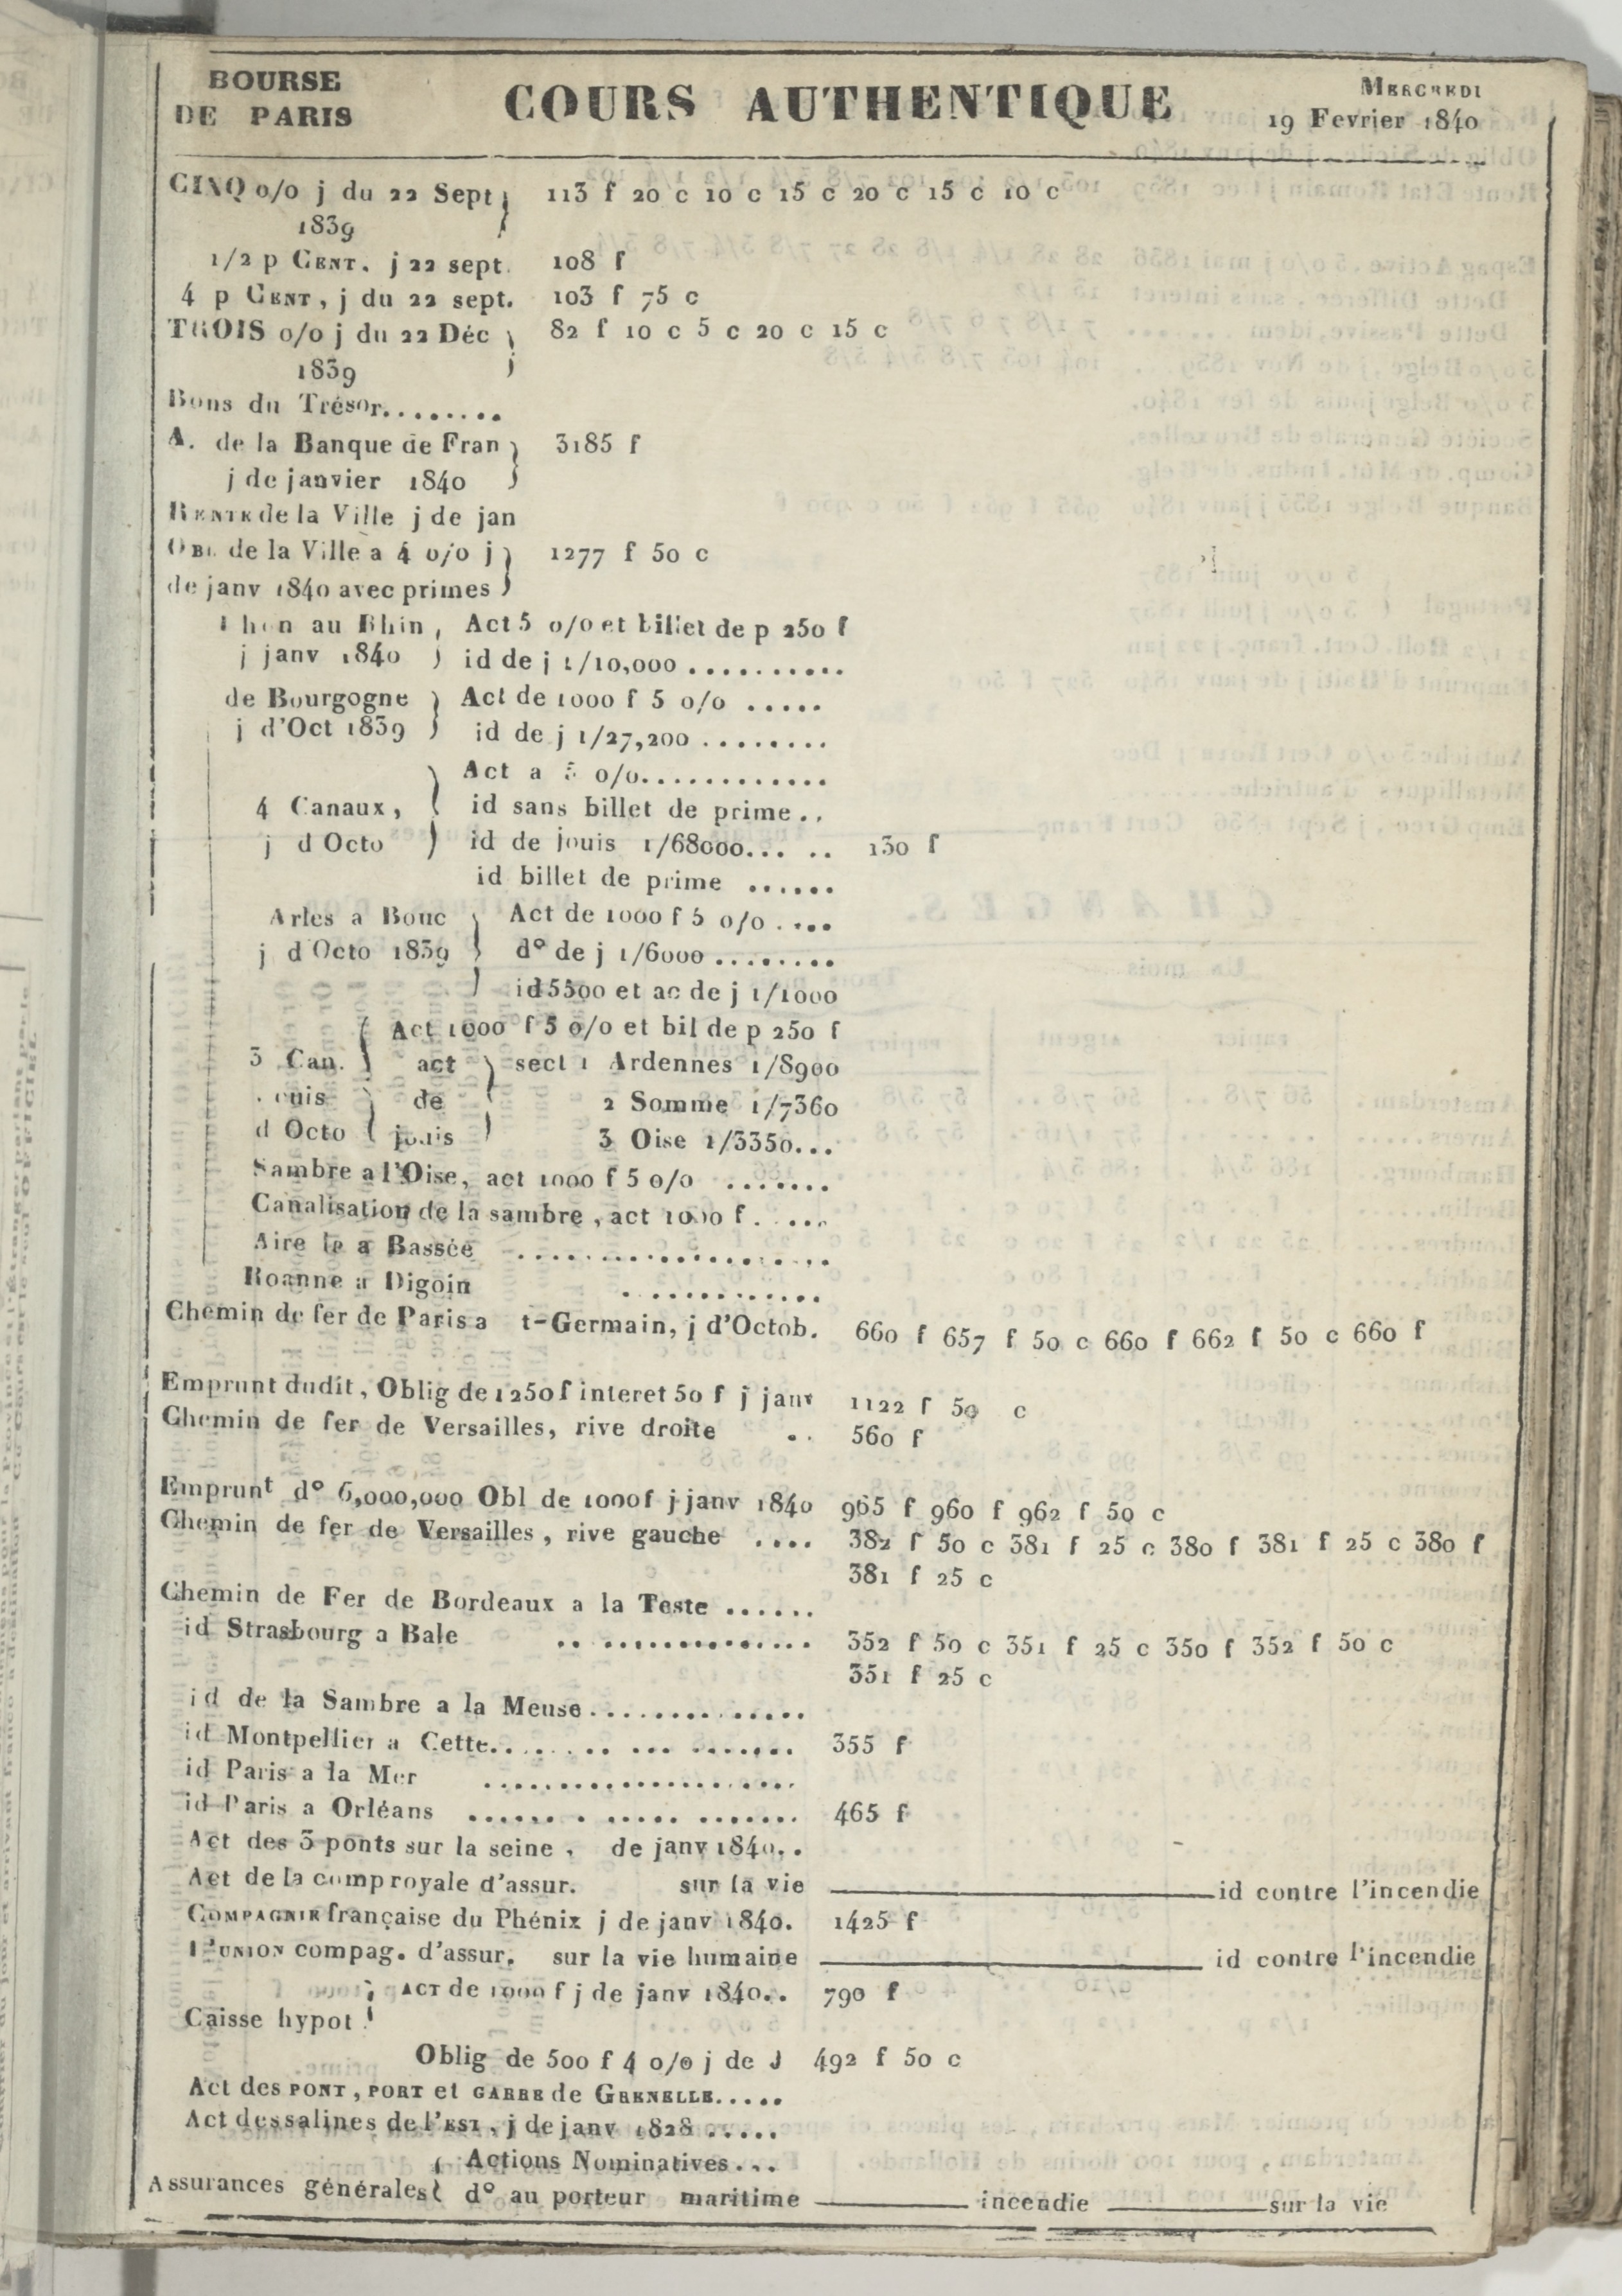 BOURSE
DE PARIS
COURS AUTHENTIQUE
MERCREDI
19 Fevrier 1840
CINQ o/o j du 22 Sept 113 f 20 c 10 c 15 c 20 c 15 c 10 c
1839
1/2 p CENT. j 22 sept. 108 f
4 p CENT, j du 22 sept. 103 f 75 c
TROIS o/o j du 22 Déc 82 f 10 c 5 c 20 c 15 c
1839
Bons du Trésor........
A. de la Banque de Fran 3185 f
j de janvier 1840
RENTE de la Ville j de jan
OBL de la Ville a 4 o/o j 1277 f 50 c
de janv 1840 avec primes
hon au Rhin, Act 5 o/o et billet de p 250 f
j janv 1840 id de j 1/10,000 ..........
de Bourgogne Act de 1000 f 5 o/o .....
j d'Oct 1839 id de j 1/27,200 ........
Act a 5 o/o............
4 Canaux, id sans billet de prime..
j d Octo id de jouis 1/68000... .. 130 f
id billet de prime ......
Arles a Bouc Act de 1000 f 5 o/o ....
j d'Octo 1839 d° de j 1/6000 ........
id 5500 et ac de j 1/1000
Act 1000 f 5 o/o et bil de p 250 f
3 Can. act sect 1 Ardennes 1/8900
ouis de 2 Somme 1/7360
d Octo jouis 3 Oise 1/3350...
Sambre a l'Oise, act 1000 f 5 o/o .......
Canalisation de la sambre, act 1000 f. ....
Aire la a Bassée ....................
Roanne a Digoin ............
Chemin de fer de Paris a t-Germain, j d'Octob. 660 f 657 f 50 c 660 f 662 f 50 c 660 f
Emprunt dudit, Oblig de 1250 f interet 50 f j janv 1122 f 50 c
Chemin de fer de Versailles, rive droite .. 560 f
Emprunt d° 6,000,000 Obl de 1000 f j janv 1840 965 f 960 f 962 f 50 c
Chemin de fer de Versailles, rive gauche .... 382 f 50 c 381 f 25 c 380 f 381 f 25 c 380 f
381 f 25 c
Chemin de Fer de Bordeaux a la Teste ......
id Strasbourg a Bale .. .............. 352 f 50 c 351 f 25 c 350 f 352 f 50 c
351 f 25 c
id de la Sambre a la Meuse..............
id Montpellier a Cette....... .. ... ....... 355 f
id Paris a la Mer .....................
id Paris a Orléans ...... . ..... ....... 465 f
Act des 3 ponts sur la seine, de janv 1840..
Act de la comp royale d'assur. sur la vie id contre l'incendie
COMPAGNIE française du Phénix j de janv 1840. 1425 f
L'UNION compag. d'assur. sur la vie humaine id contre l'incendie
ACT de 1000 f j de janv 1840.. 790 f
Caisse hypot
Oblig de 500 f 4 o/o j de J 492 f 50 c
Act des PONT, PORT et GARRE de GRENELLE.....
Act des salines de l'EST, j de janv 1828 .....
Actions Nominatives....
Assurances générales d° au porteur maritime incendie sur la vie